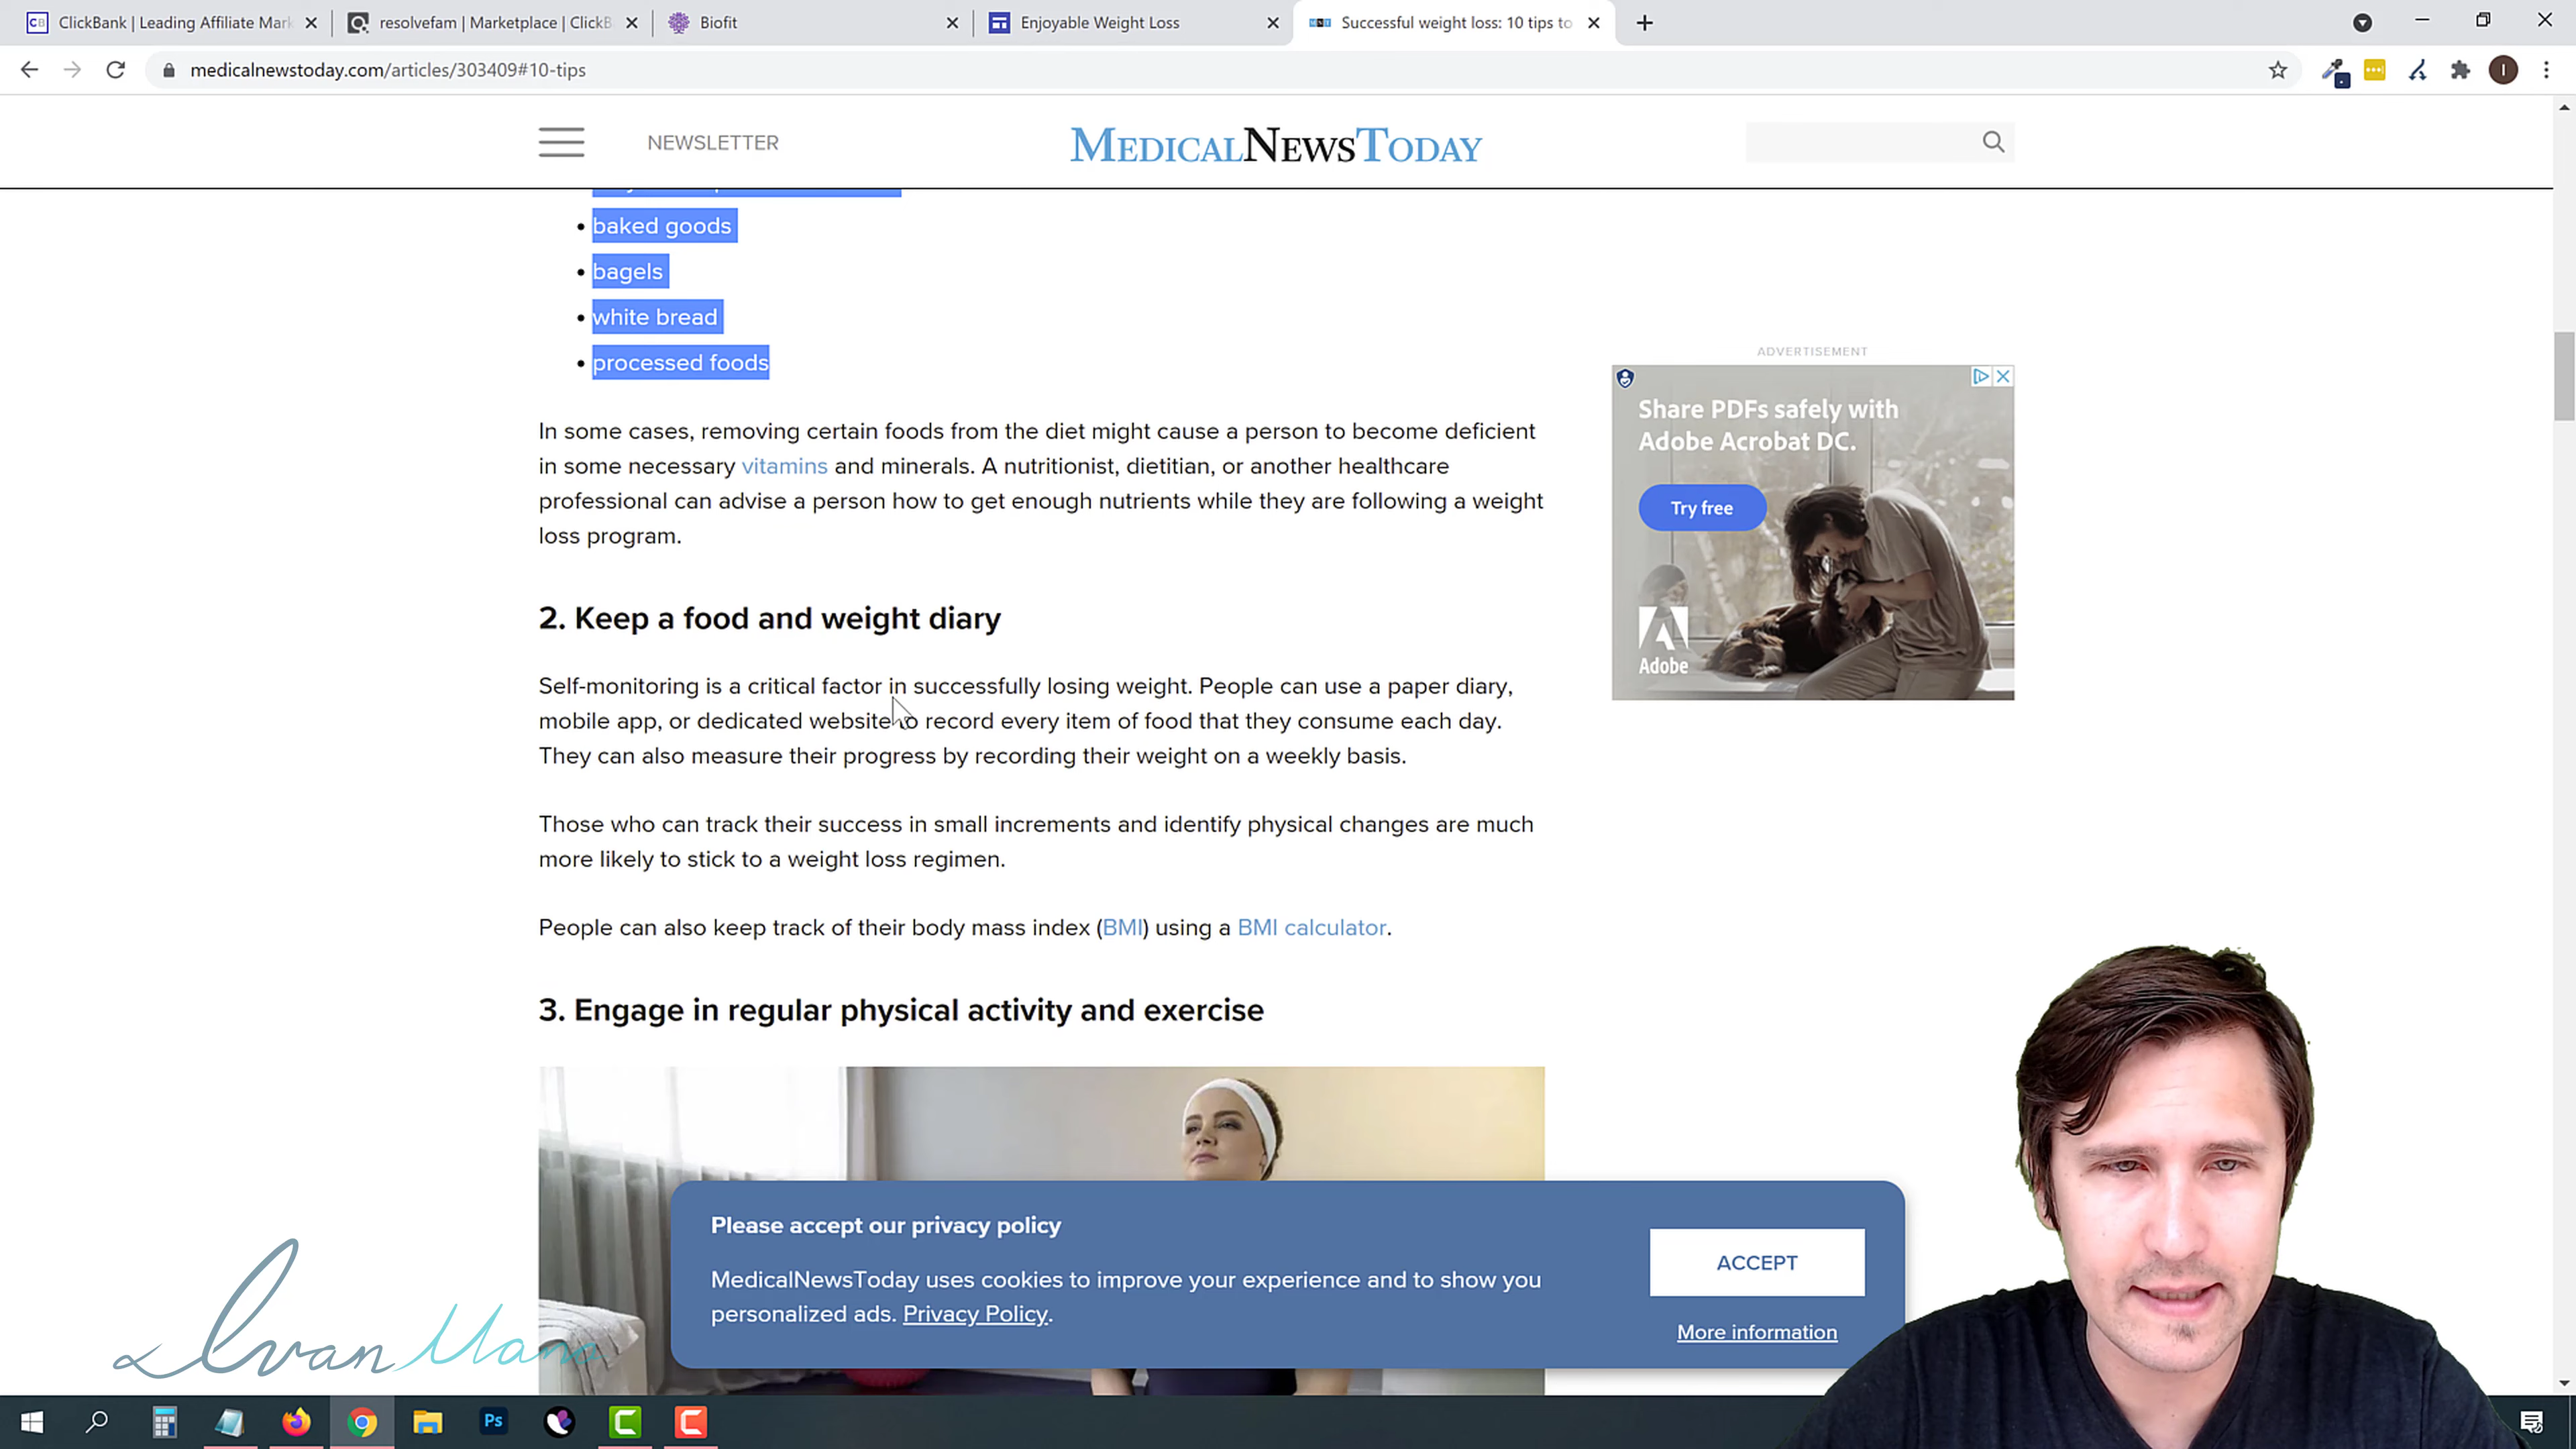 CB ClickBank | Leading Affiliate Mark
resolvefam | Marketplace | ClickB
Biofit
Enjoyable Weight Loss
Successful weight loss: 10 tips to
medicalnewstoday.com/articles/303409#10-tips
I
NEWSLETTER
MEDICALNEWSTODAY
• baked goods
• bagels
• white bread
• processed foods
In some cases, removing certain foods from the diet might cause a person to become deficient
in some necessary vitamins and minerals. A nutritionist, dietitian, or another healthcare
professional can advise a person how to get enough nutrients while they are following a weight
loss program.
ADVERTISEMENT
Share PDFs safely with
Adobe Acrobat DC.
Try free
Adobe
2. Keep a food and weight diary
Self-monitoring is a critical factor in successfully losing weight. People can use a paper diary,
mobile app, or dedicated website to record every item of food that they consume each day.
They can also measure their progress by recording their weight on a weekly basis.
Those who can track their success in small increments and identify physical changes are much
more likely to stick to a weight loss regimen.
People can also keep track of their body mass index (BMI) using a BMI calculator.
3. Engage in regular physical activity and exercise
Please accept our privacy policy
MedicalNewsToday uses cookies to improve your experience and to show you
personalized ads. Privacy Policy.
ACCEPT
More information
Ivan Mana
Ps